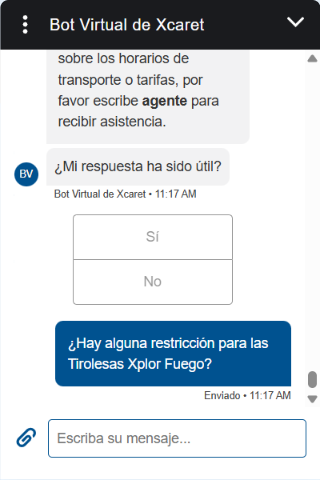 Bot Virtual de Xcaret
sobre los horarios de
transporte o tarifas, por
favor escribe agente para
recibir asistencia.
¿Mi respuesta ha sido útil?
BV
Bot Virtual de Xcaret • 11:17 AM
Sí
No
¿Hay alguna restricción para las
Tirolesas Xplor Fuego?
Enviado • 11:17 AM
Escriba su mensaje...